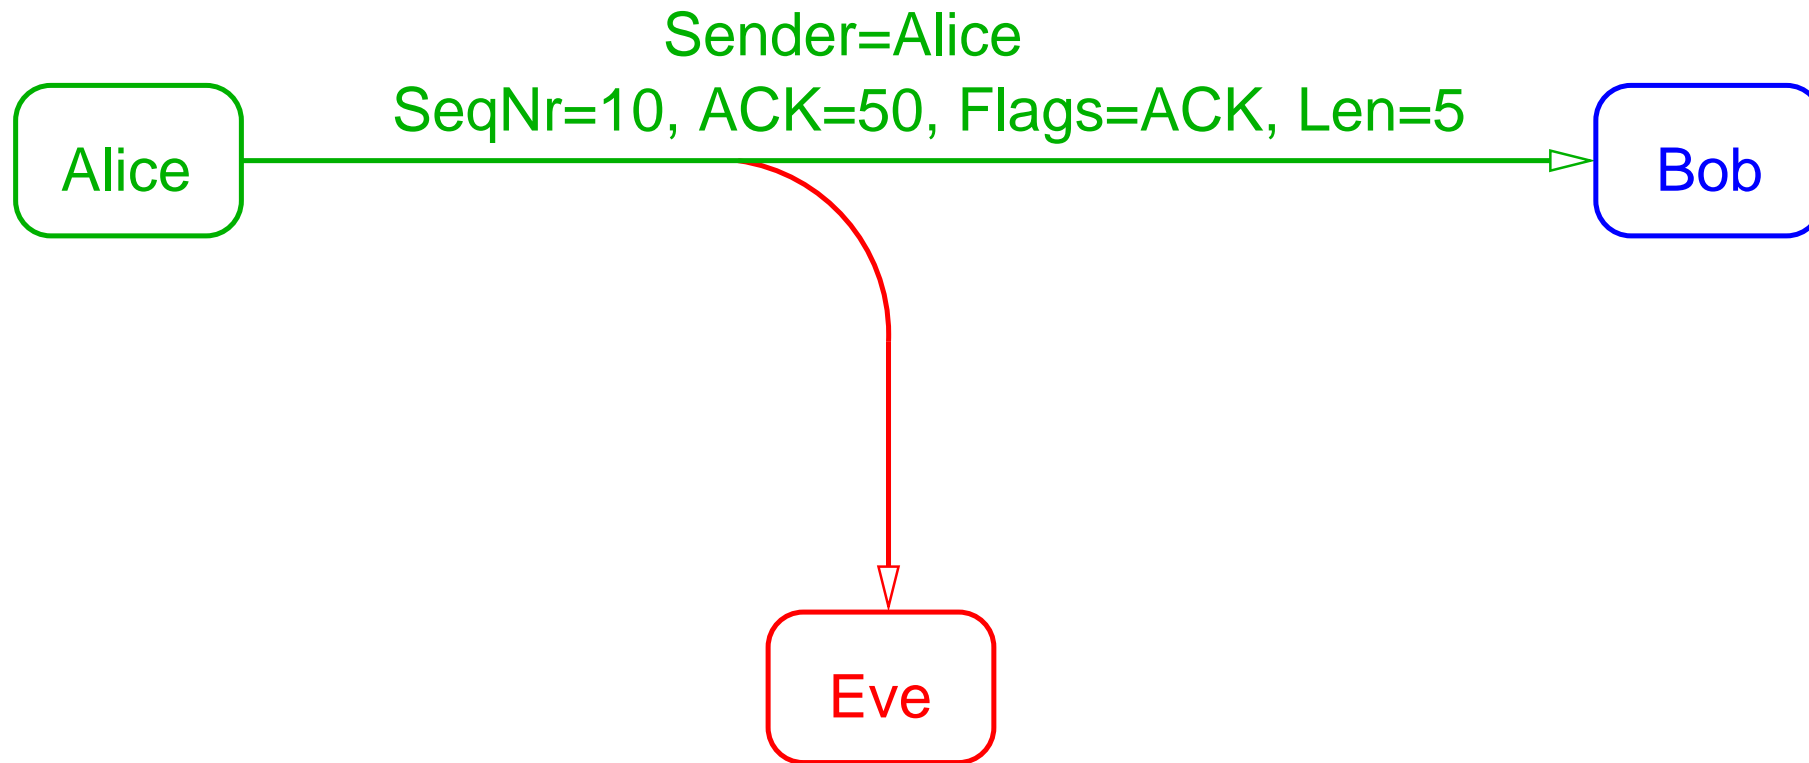 Sender=Alice
SeqNr=10, ACK=50, Flags=ACK, Len=5
Alice
Bob
Eve